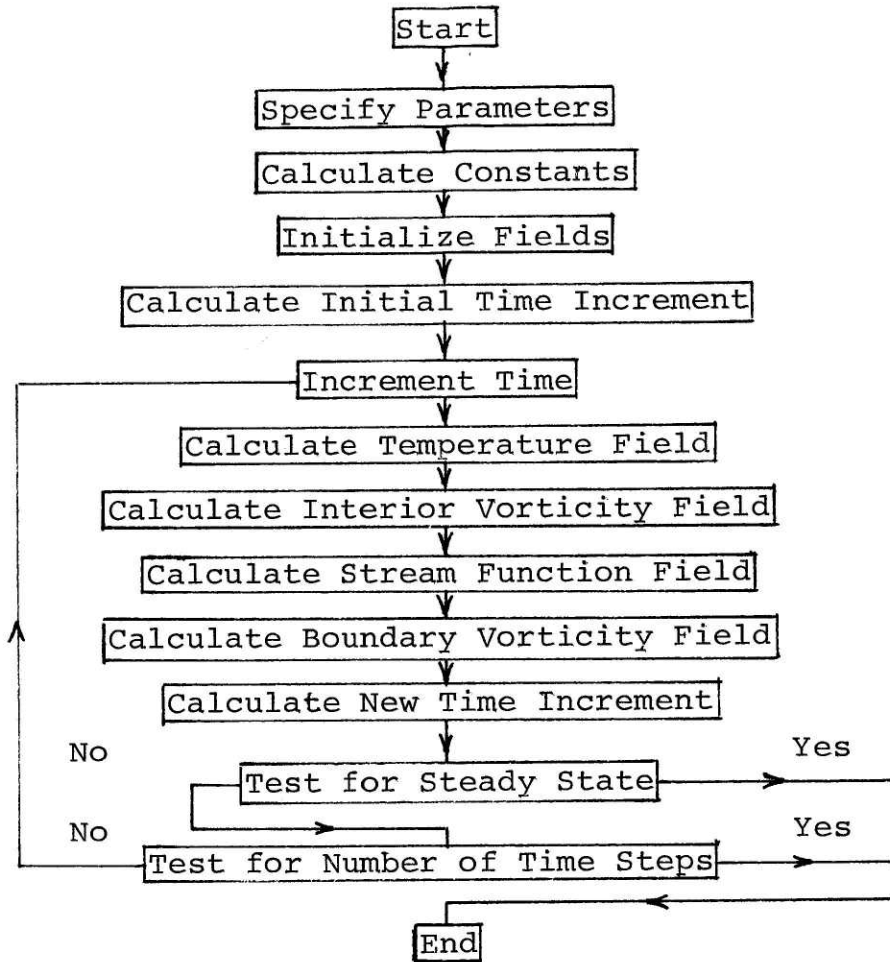 Start
Specify Parameters
Calculate Constants
Initialize Fields
Calculate Initial Time Increment
Increment Time
Calculate Temperature Field
Calculate Interior Vorticity Field
Calculate Stream Function Field
Calculate Boundary Vorticity Field
Calculate New Time Increment
No
Yes
Test for Steady State
No
Yes
Test for Number of Time Steps
End